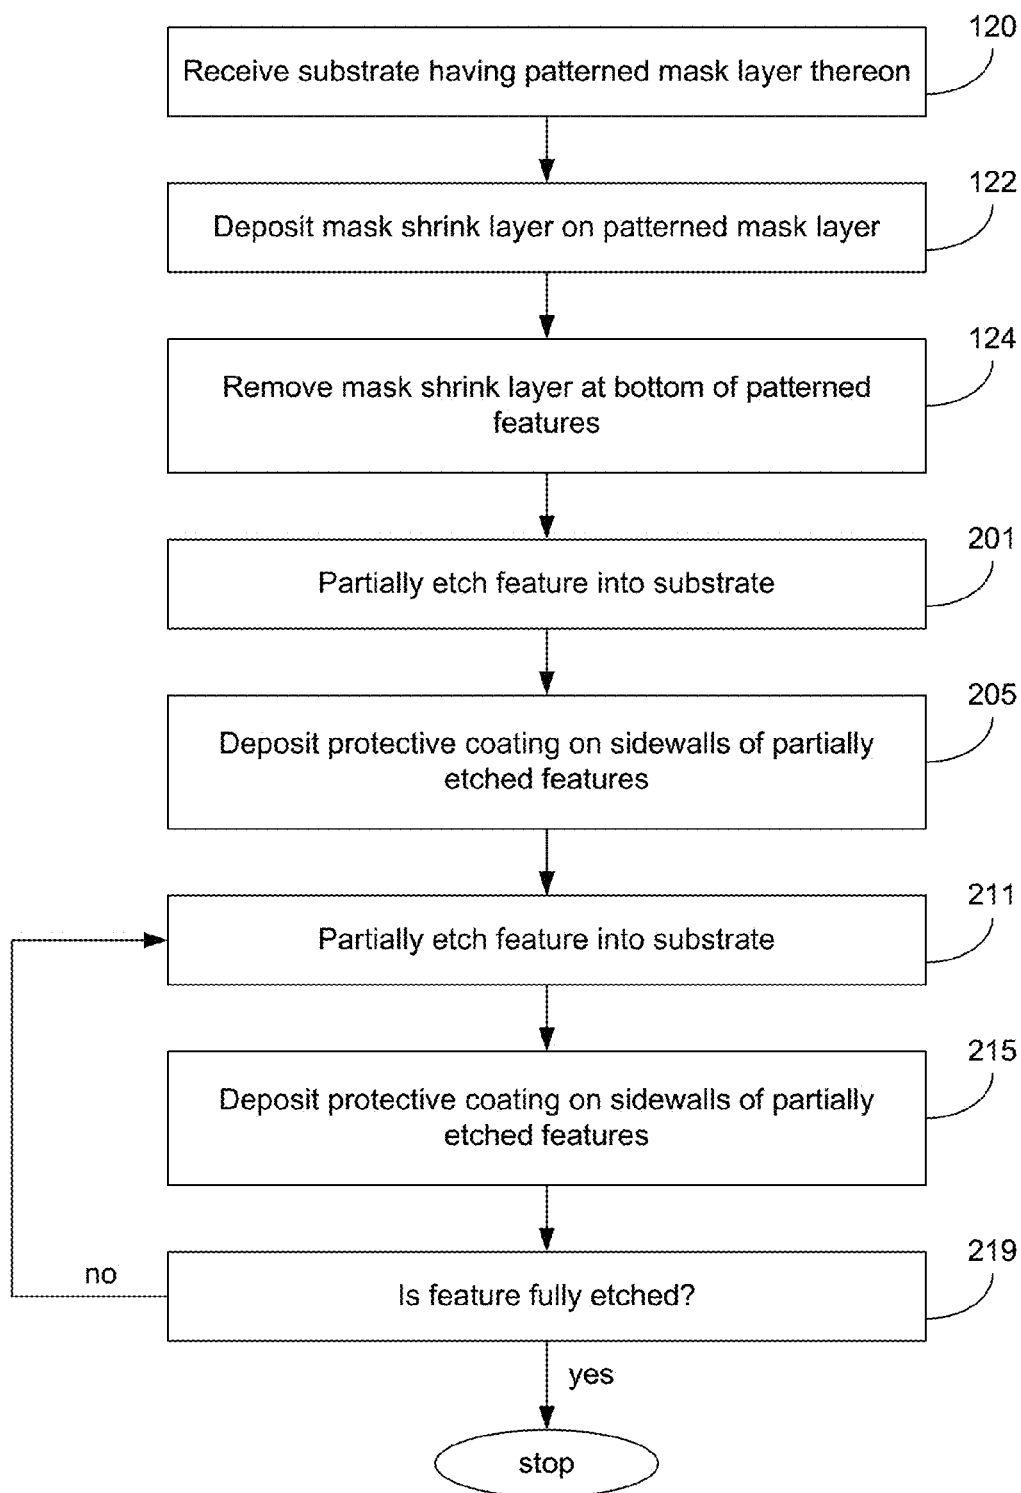 120
Receive substrate having patterned mask layer thereon
122
Deposit mask shrink layer on patterned mask layer
124
Remove mask shrink layer at bottom of patterned
features
201
Partially etch feature into substrate
205
Deposit protective coating on sidewalls of partially
etched features
211
Partially etch feature into substrate
215
Deposit protective coating on sidewalls of partially
etched features
219
no
Is feature fully etched?
yes
stop